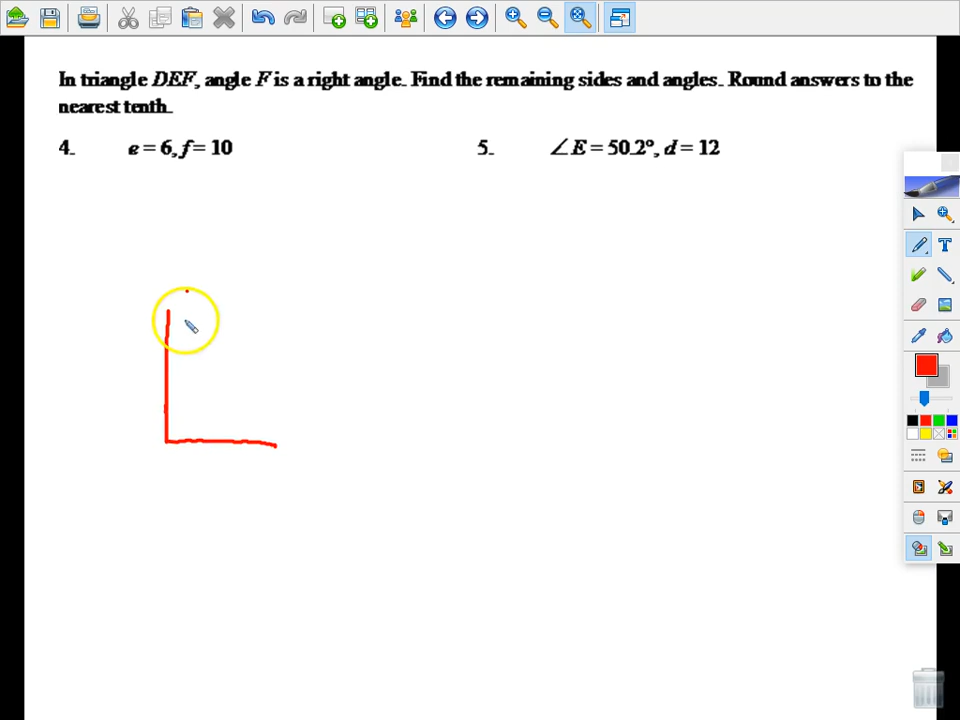 In triangle DEF, angle F is a right angle. Find the remaining sides and angles. Round answers to the
nearest tenth.
4. e = 6, f = 10
5. ∠E = 50.2°, d = 12